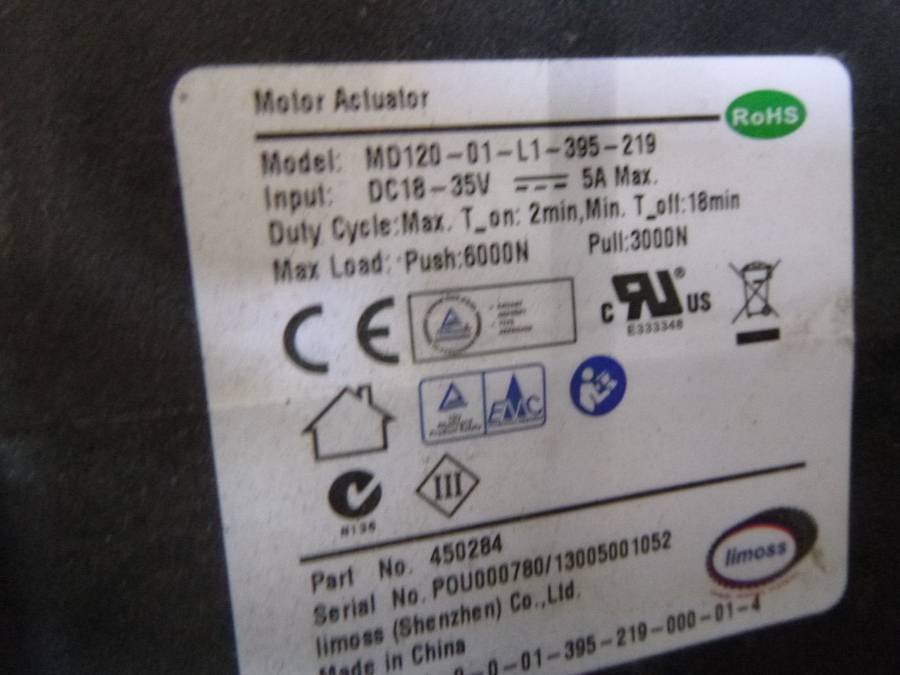 Motor Actuator
RoHS
Model: MD120-01-L1-395-219
Input: DC18-35V 5A Max.
Duty Cycle:Max. T_on: 2min,Min. T_off:18min
Max Load: Push:6000N Pull:3000N
CE
c RU ® US
E333348
EMC
N136
III
Part No. 450284
Serial No. POU000780/13005001052
limoss (Shenzhen) Co.,Ltd.
limoss
Made in China
0-01-395-219-000-01-4